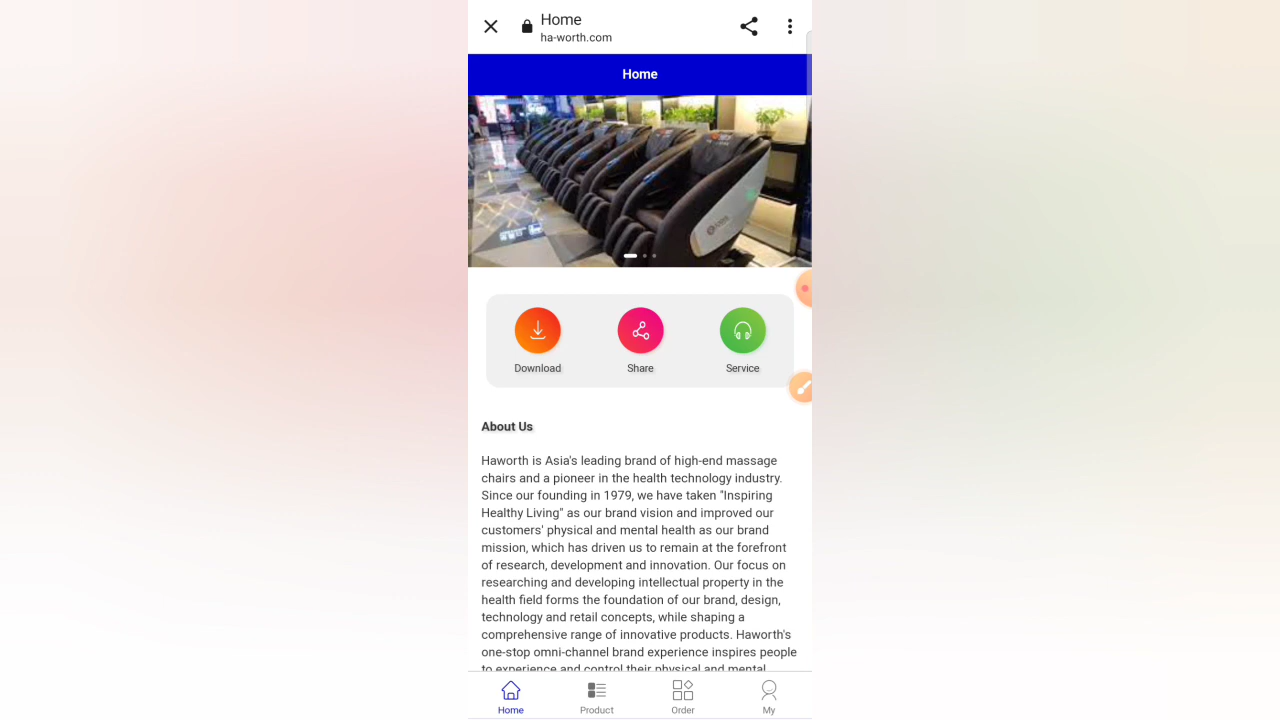 Home
ha-worth.com
Home
Download
Share
Service
About Us
Haworth is Asia's leading brand of high-end massage
chairs and a pioneer in the health technology industry.
Since our founding in 1979, we have taken "Inspiring
Healthy Living" as our brand vision and improved our
customers' physical and mental health as our brand
mission, which has driven us to remain at the forefront
of research, development and innovation. Our focus on
researching and developing intellectual property in the
health field forms the foundation of our brand, design,
technology and retail concepts, while shaping a
comprehensive range of innovative products. Haworth's
one-stop omni-channel brand experience inspires people
to experience and control their physical and mental
Home
Product
Order
My